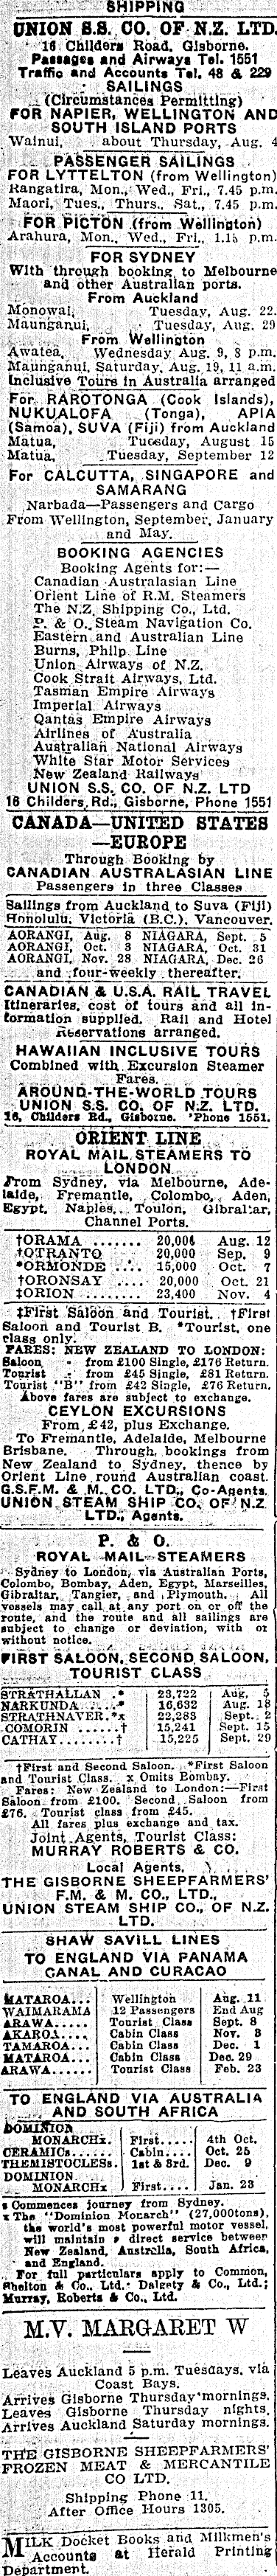 SHIPPING
UNION S.S. CO. OF N.Z. LTD.
16 Childers Road, Gisborne.
Passages and Airways Tel. 1551
Traffic and Accounts Tel. 48 & 229
SAILINGS
(Circumstances Permitting)
FOR NAPIER, WELLINGTON AND
SOUTH ISLAND PORTS
Wainui, about Thursday, Aug. 4
PASSENGER SAILINGS
FOR LYTTELTON (from Wellington)
Rangatira, Mon., Wed., Fri., 7.45 p.m.
Maori, Tues., Thurs., Sat., 7.45 p.m.
FOR PICTON (from Wellington)
Arahura, Mon., Wed., Fri., 1.15 p.m.
FOR SYDNEY
With through booking to Melbourne
and other Australian ports.
From Auckland
Monowai, Tuesday, Aug. 22.
Maunganui, Tuesday, Aug. 29
From Wellington
Awatea, Wednesday Aug. 9, 8 p.m.
Maunganui, Saturday, Aug. 19, 11 a.m.
Inclusive Tours in Australia arranged
For RAROTONGA (Cook Islands),
NUKUALOFA (Tonga), APIA
(Samoa), SUVA (Fiji) from Auckland
Matua, Tuesday, August 15
Matua, Tuesday, September 12
For CALCUTTA, SINGAPORE and
SAMARANG
Narbada—Passengers and Cargo
From Wellington, September, January
and May.
BOOKING AGENCIES
Booking Agents for:—
Canadian Australasian Line
Orient Line of R.M. Steamers
The N.Z. Shipping Co., Ltd.
P. & O. Steam Navigation Co.
Eastern and Australian Line
Burns, Philp Line
Union Airways of N.Z.
Cook Strait Airways, Ltd.
Tasman Empire Airways
Imperial Airways
Qantas Empire Airways
Airlines of Australia
Australian National Airways
White Star Motor Services
New Zealand Railways
UNION S.S. CO. OF N.Z. LTD
16 Childers Rd., Gisborne, Phone 1551
CANADA—UNITED STATES
—EUROPE
Through Booking by
CANADIAN AUSTRALASIAN LINE
Passengers in three Classes
Sailings from Auckland to Suva (Fiji)
Honolulu, Victoria (B.C.), Vancouver.
AORANGI, Aug. 8 NIAGARA, Sept. 5
AORANGI, Oct. 3 NIAGARA, Oct. 31
AORANGI, Nov. 28 NIAGARA, Dec. 26
and four-weekly thereafter.
CANADIAN & U.S.A. RAIL TRAVEL
Itineraries, cost of tours and all in-
formation supplied. Rail and Hotel
Reservations arranged.
HAWAIIAN INCLUSIVE TOURS
Combined with Excursion Steamer
Fares.
AROUND-THE-WORLD TOURS
UNION S.S. CO. OF N.Z. LTD.
16, Childers Rd., Gisborne. 'Phone 1551.
ORIENT LINE
ROYAL MAIL STEAMERS TO
LONDON.
From Sydney, via Melbourne, Ade-
laide, Fremantle, Colombo, Aden,
Egypt, Naples, Toulon, Gibraltar,
Channel Ports.
†ORAMA ....... 20,000 Aug. 12
†OTRANTO ..... 20,000 Sep. 9
*ORMONDE .... 15,000 Oct. 7
†ORONSAY .... 20,000 Oct. 21
‡ORION ....... 23,400 Nov. 4
‡First Saloon and Tourist. †First
Saloon and Tourist B. *Tourist, one
class only.
FARES: NEW ZEALAND TO LONDON:
Saloon - from £100 Single, £176 Return.
Tourist - from £45 Single, £81 Return.
Tourist "B" from £42 Single, £76 Return.
Above fares are subject to exchange.
CEYLON EXCURSIONS
From £42, plus Exchange.
To Fremantle, Adelaide, Melbourne
Brisbane. Through bookings from
New Zealand to Sydney, thence by
Orient Line round Australian coast.
G.S.F.M. & M. CO. LTD., Co-Agents.
UNION STEAM SHIP CO. OF N.Z.
LTD., Agents.
P. & O.
ROYAL MAIL STEAMERS
Sydney to London, via Australian Ports,
Colombo, Bombay, Aden, Egypt, Marseilles,
Gibraltar, Tangier, and Plymouth. All
vessels may call at any port on or off the
route, and the route and all sailings are
subject to change or deviation, with or
without notice.
FIRST SALOON, SECOND SALOON,
TOURIST CLASS
STRATHALLAN ..* 23,722 Aug. 5
NARKUNDA ....* 16,632 Aug. 18
STRATHNAVER.*x 22,283 Sept. 2
COMORIN ......† 15,241 Sept. 15
CATHAY .......† 15,225 Sept. 29
†First and Second Saloon. *First Saloon
and Tourist Class. x Omits Bombay.
Fares: New Zealand to London:—First
Saloon from £100. Second Saloon from
£76. Tourist class from £45.
All fares plus exchange and tax.
Joint Agents, Tourist Class:
MURRAY ROBERTS & CO.
Local Agents,
THE GISBORNE SHEEPFARMERS'
F.M. & M. CO., LTD.,
UNION STEAM SHIP CO., OF N.Z.
LTD.
SHAW SAVILL LINES
TO ENGLAND VIA PANAMA
CANAL AND CURACAO
MATAROA... Wellington Aug. 11
WAIMARAMA 12 Passengers End Aug
ARAWA..... Tourist Class Sept. 8
AKAROA.... Cabin Class Nov. 3
TAMAROA... Cabin Class Dec. 1
MATAROA... Cabin Class Dec. 29
ARAWA..... Tourist Class Feb. 23
TO ENGLAND VIA AUSTRALIA
AND SOUTH AFRICA
DOMINION
MONARCHx. First.... 4th Oct.
CERAMICs.... Cabin.... Oct. 25
THEMISTOCLESs. 1st & 3rd. Dec. 9
DOMINION
MONARCHx First.... Jan. 23
s Commences journey from Sydney.
x The "Dominion Monarch" (27,000tons),
the world's most powerful motor vessel,
will maintain a direct service between
New Zealand, Australia, South Africa,
and England.
For full particulars apply to Common,
Shelton & Co., Ltd.; Dalgety & Co., Ltd.;
Murray, Roberts & Co., Ltd.
M.V. MARGARET W
Leaves Auckland 5 p.m. Tuesdays, via
Coast Bays.
Arrives Gisborne Thursday mornings.
Leaves Gisborne Thursday nights.
Arrives Auckland Saturday mornings.
THE GISBORNE SHEEPFARMERS'
FROZEN MEAT & MERCANTILE
CO LTD.
Shipping Phone 11.
After Office Hours 1305.
MILK Docket Books and Milkmen's
Accounts at Herald Printing
Department.